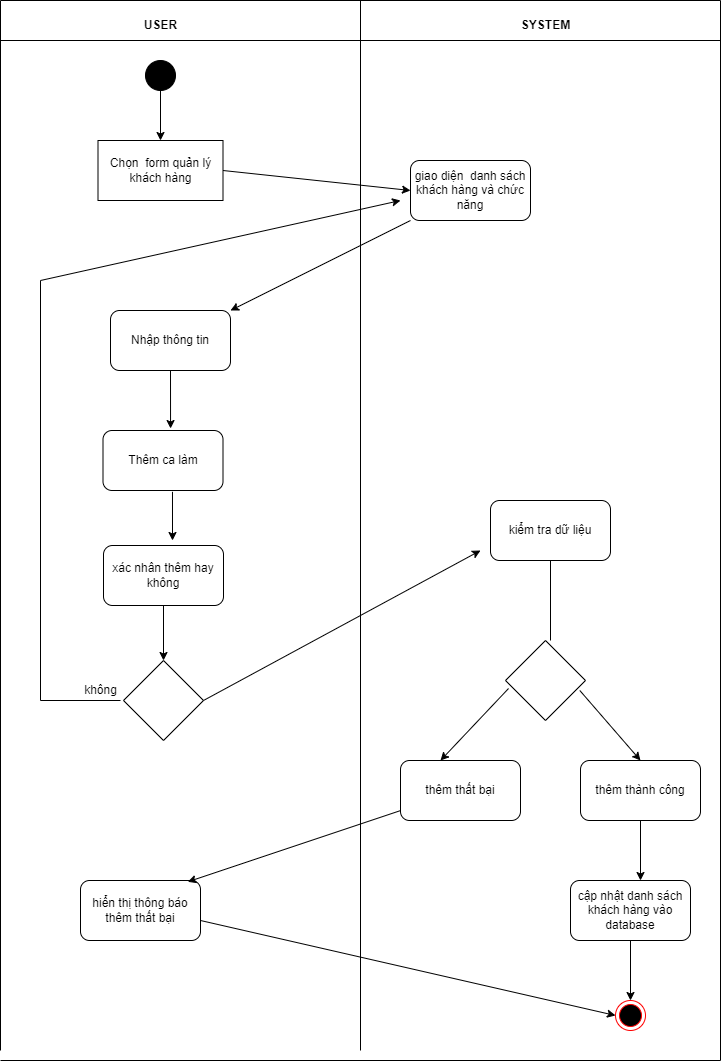 USER
SYSTEM
Chọn form quản lý
khách hàng
giao diện danh sách
khách hàng và chức
năng
Nhập thông tin
Thêm ca làm
xác nhân thêm hay
không
không
kiểm tra dữ liệu
thêm thất bại
thêm thành công
hiển thị thông báo
thêm thất bại
cập nhật danh sách
khách hàng vào
database